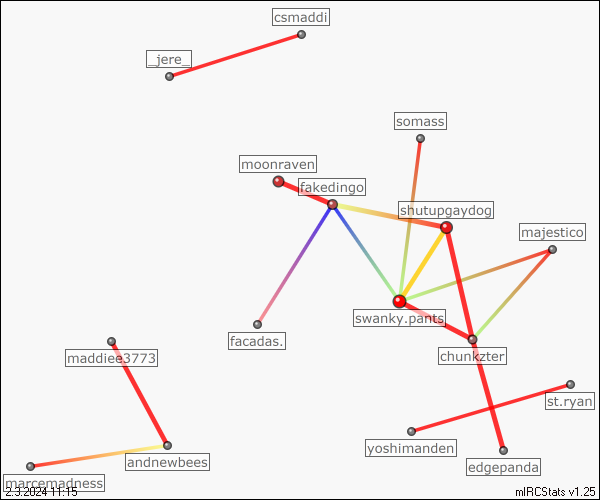 csmaddi
_jere_
somass
moonraven
fakedingo
shutupgaydog
majestico
swanky.pants
facadas.
chunkzter
maddiee3773
st.ryan
yoshimanden
andnewbees
edgepanda
marcemadness
2.3.2024 11:15
mIRCStats v1.25